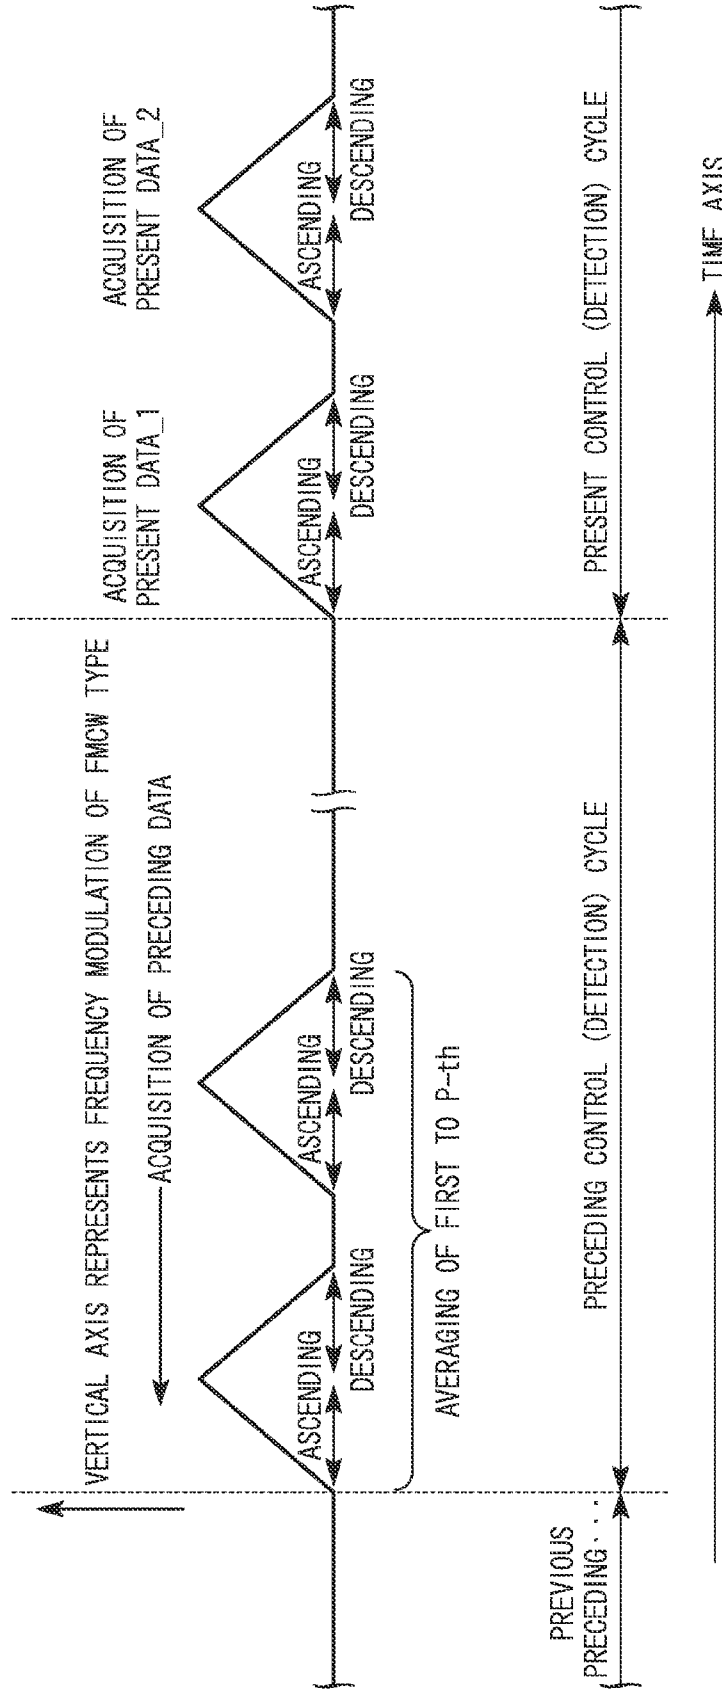 VERTICAL AXIS REPRESENTS FREQUENCY MODULATION OF FMCW TYPE
ACQUISITION OF PRECEDING DATA
ACQUISITION OF
PRESENT DATA_1
ACQUISITION OF
PRESENT DATA_2
ASCENDING
DESCENDING
ASCENDING
DESCENDING
ASCENDING
DESCENDING
ASCENDING
DESCENDING
AVERAGING OF FIRST TO P-th
PREVIOUS
PRECEDING···
PRECEDING CONTROL (DETECTION) CYCLE
PRESENT CONTROL (DETECTION) CYCLE
TIME AXIS